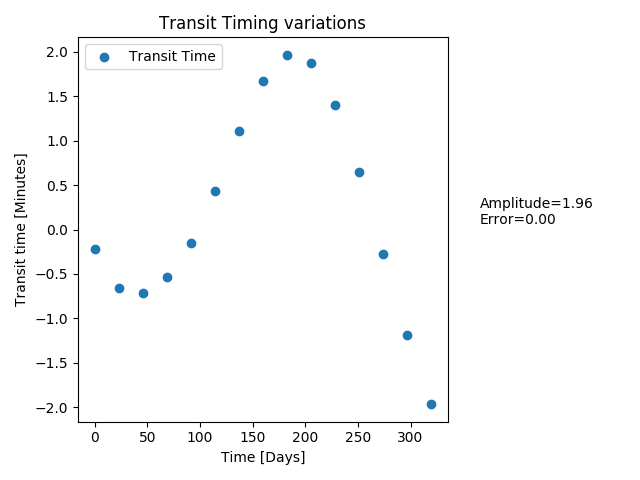 Transit Timing variations
Transit Time
2.0
1.5
1.0
0.5
0.0
−0.5
−1.0
−1.5
−2.0
Transit time [Minutes]
0
50
100
150
200
250
300
Time [Days]
Amplitude=1.96
Error=0.00